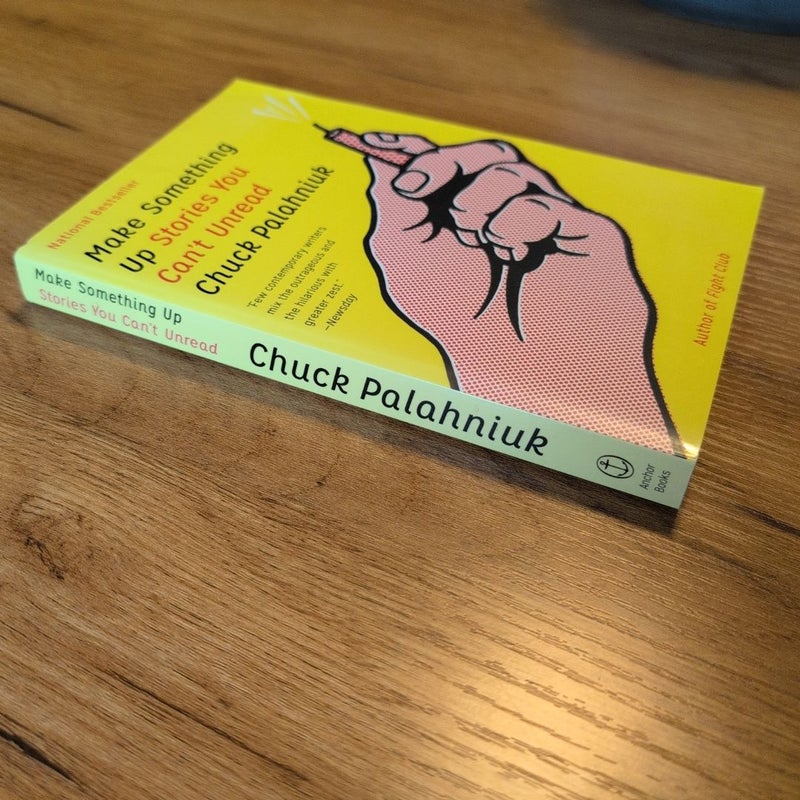 National Bestseller
Make Something
Up Stories You
Can't Unread
Chuck Palahniuk
"Few contemporary writers
mix the outrageous and
the hilarious with
greater zest."
—Newsday
Author of Fight Club
Make Something Up
Stories You Can't Unread
Chuck Palahniuk
Anchor
Books